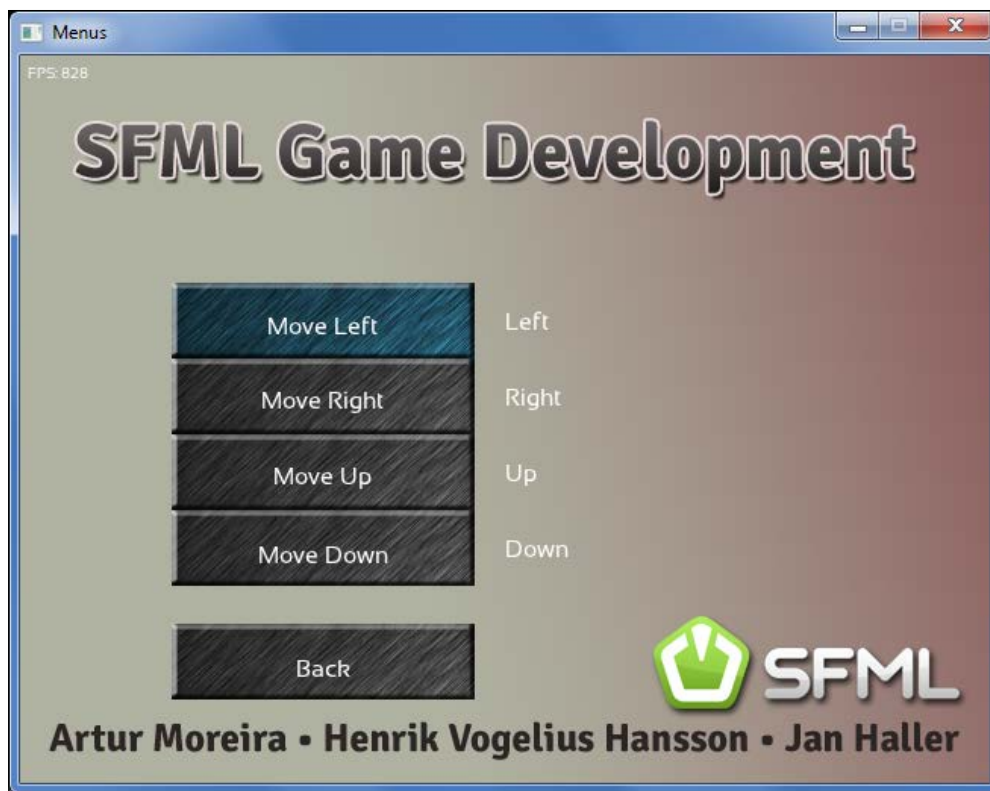 Menus
FPS: 828
SFML Game Development
Move Left Left
Move Right Right
Move Up Up
Move Down Down
Back
SFML
Artur Moreira • Henrik Vogelius Hansson • Jan Haller